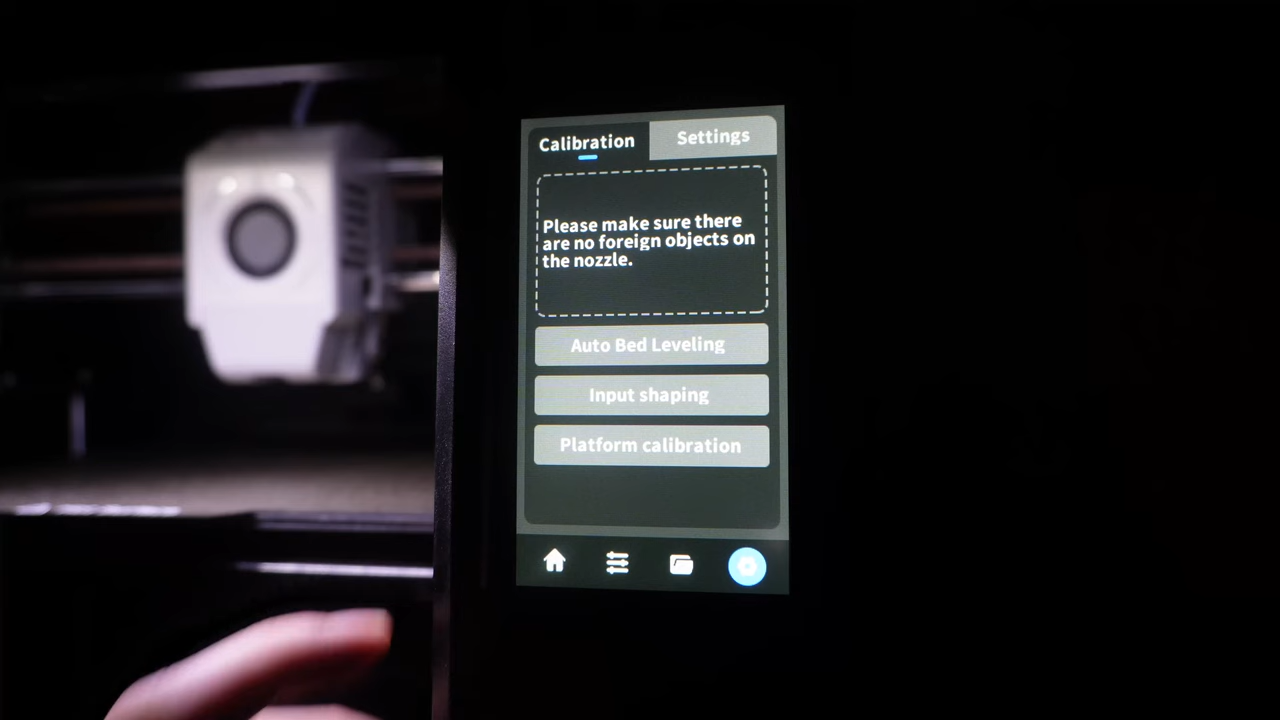 Calibration
Settings
Please make sure there
are no foreign objects on
the nozzle.
Auto Bed Leveling
Input shaping
Platform calibration